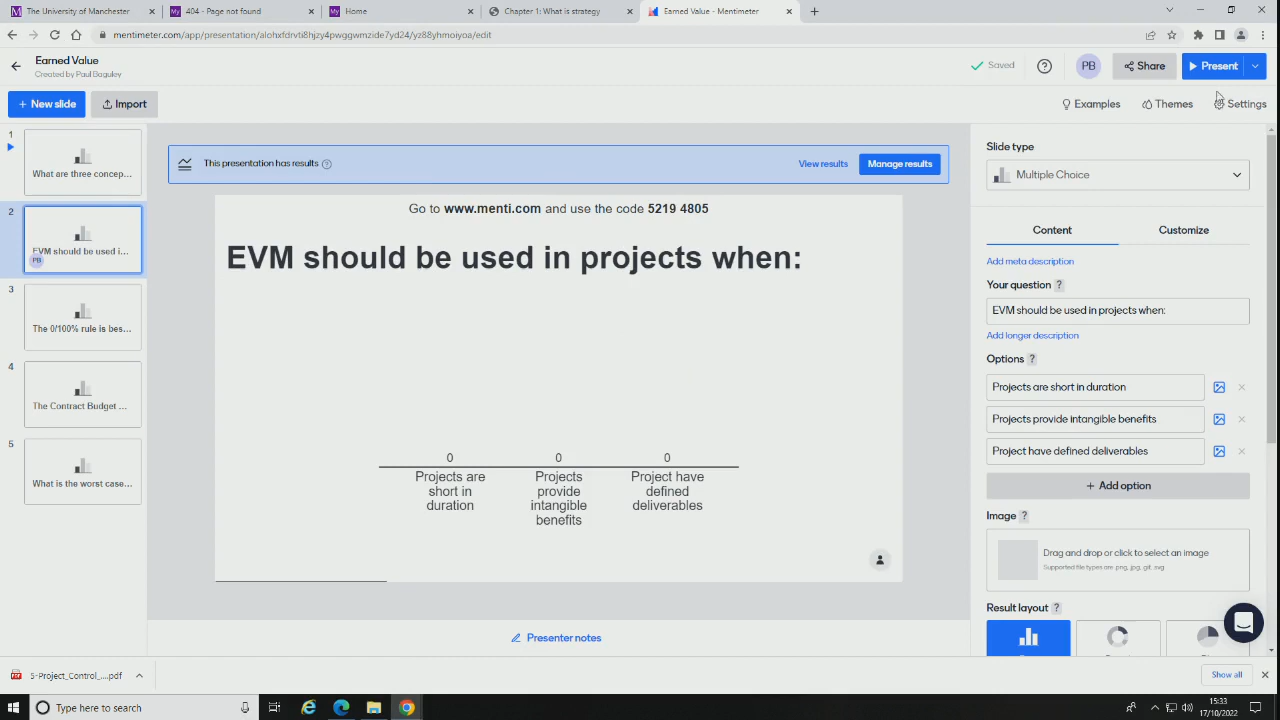 The University of Manchester
404 - Page not found
Home
Chapter 1: What is strategy
Earned Value - Mentimeter
mentimeter.com/app/presentation/alohxfdrvti8hjzy4pwggwmzide7yd24/yz88yhmoiyoa/edit
Earned Value
Created by Paul Baguley
Saved
PB
Share
Present
New slide
Import
Examples
Themes
Settings
1
What are three concep...
2
EVM should be used i...
PB
3
The 0/100% rule is bes...
4
The Contract Budget ...
5
What is the worst case...
This presentation has results
View results
Manage results
Go to www.menti.com and use the code 5219 4805
EVM should be used in projects when:
0 0 0
Projects are short in duration
Projects provide intangible benefits
Project have defined deliverables
Presenter notes
Slide type
Multiple Choice
Content
Customize
Add meta description
Your question ?
EVM should be used in projects when:
Add longer description
Options ?
Projects are short in duration
Projects provide intangible benefits
Project have defined deliverables
+ Add option
Image ?
Drag and drop or click to select an image
Supported file types are .png, .jpg, .gif, .svg
Result layout ?
5-Project_Control_....pdf
Show all
Type here to search
15:33
17/10/2022